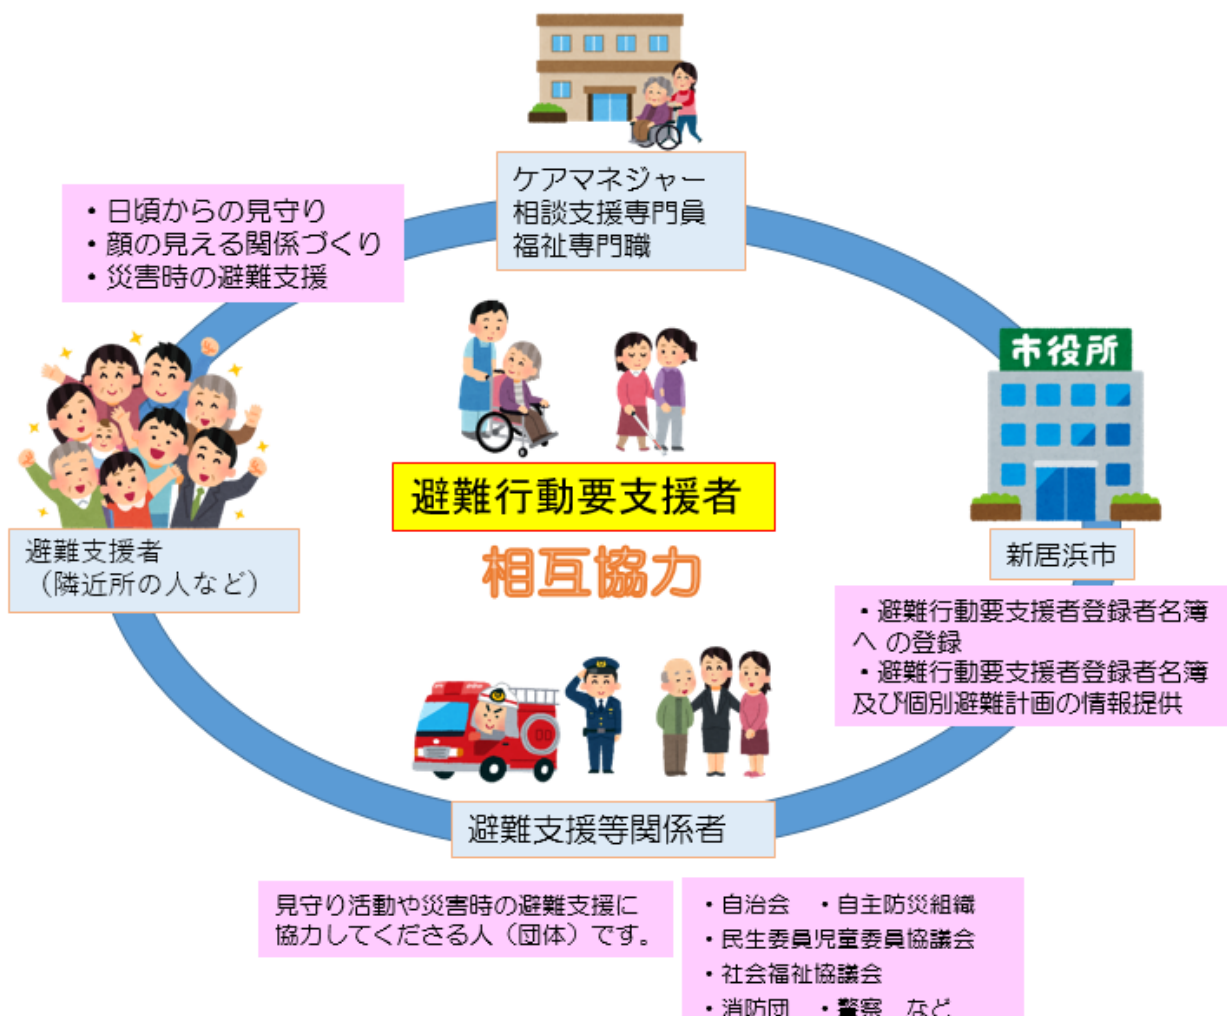 ケアマネジャー
相談支援専門員
福祉専門職
・日頃からの見守り
・顔の見える関係づくり
・災害時の避難支援
市役所
避難行動要支援者
相互協力
避難支援者
（隣近所の人など）
新居浜市
・避難行動要支援者登録者名簿
へ の登録
・避難行動要支援者登録者名簿
及び個別避難計画の情報提供
避難支援等関係者
見守り活動や災害時の避難支援に
協力してくださる人（団体）です。
・自治会　・自主防災組織
・民生委員児童委員協議会
・社会福祉協議会
・消防団　・警察　など